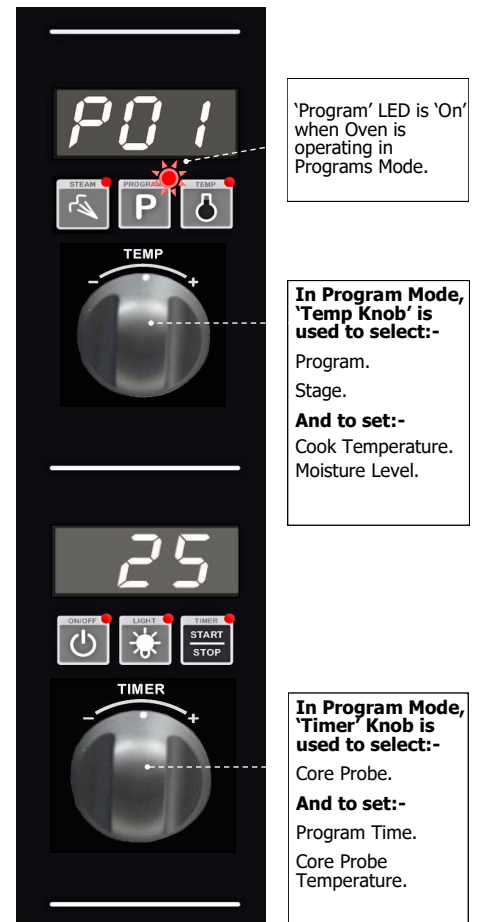 P01
‘Program’ LED is ‘On’
when Oven is
operating in
Programs Mode.
STEAM PROGRAM TEMP
P
TEMP
- +
In Program Mode,
‘Temp Knob’ is
used to select:-
Program.
Stage.
And to set:-
Cook Temperature.
Moisture Level.
25
ON/OFF LIGHT TIMER
START
STOP
TIMER
- +
In Program Mode,
‘Timer’ Knob is
used to select:-
Core Probe.
And to set:-
Program Time.
Core Probe
Temperature.